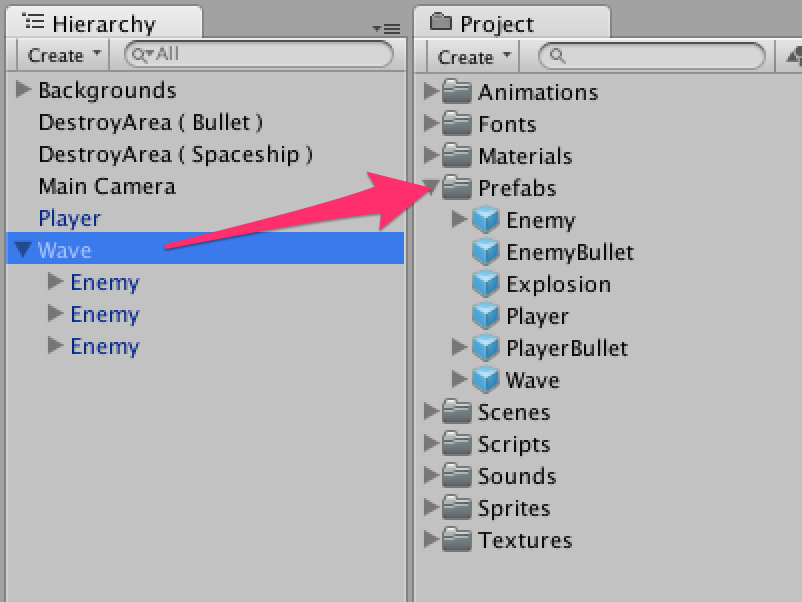 Hierarchy
Create
All
Backgrounds
DestroyArea ( Bullet )
DestroyArea ( Spaceship )
Main Camera
Player
Wave
Enemy
Enemy
Enemy
Project
Create
Animations
Fonts
Materials
Prefabs
Enemy
EnemyBullet
Explosion
Player
PlayerBullet
Wave
Scenes
Scripts
Sounds
Sprites
Textures